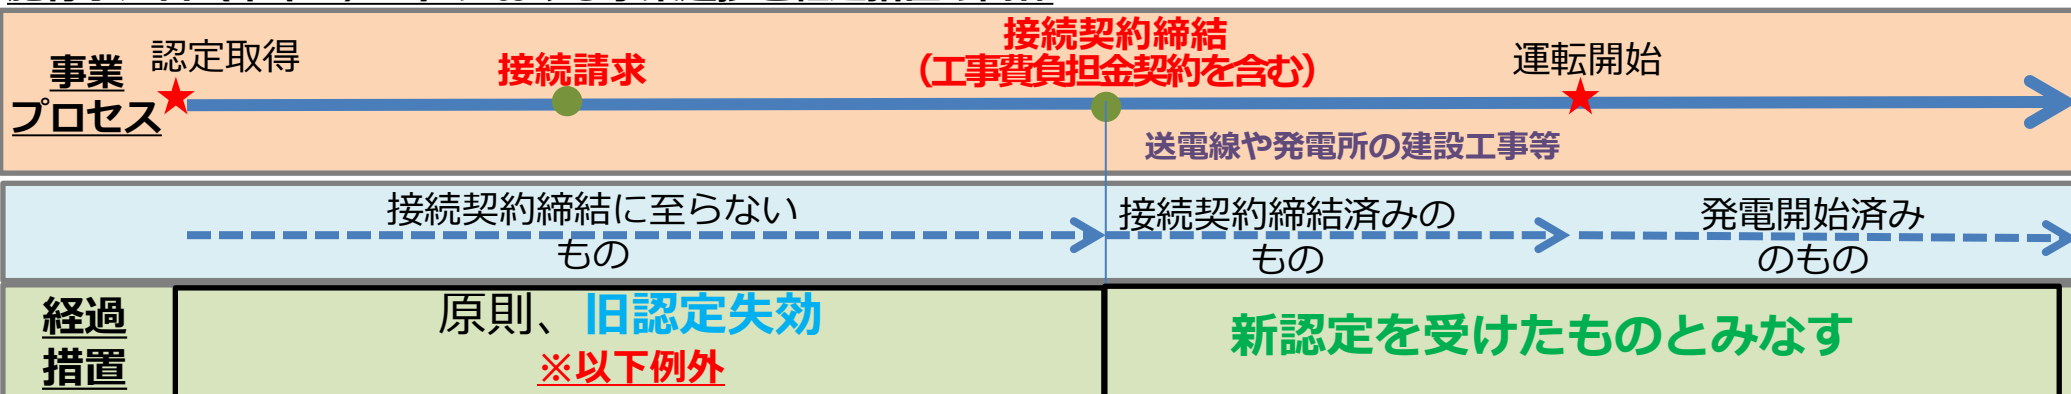 事業
プロセス
認定取得
接続請求
接続契約締結
（工事費負担金契約を含む）
運転開始
送電線や発電所の建設工事等
接続契約締結に至らない
もの
接続契約締結済みの
もの
発電開始済み
のもの
経過
措置
原則、旧認定失効
※以下例外
新認定を受けたものとみなす